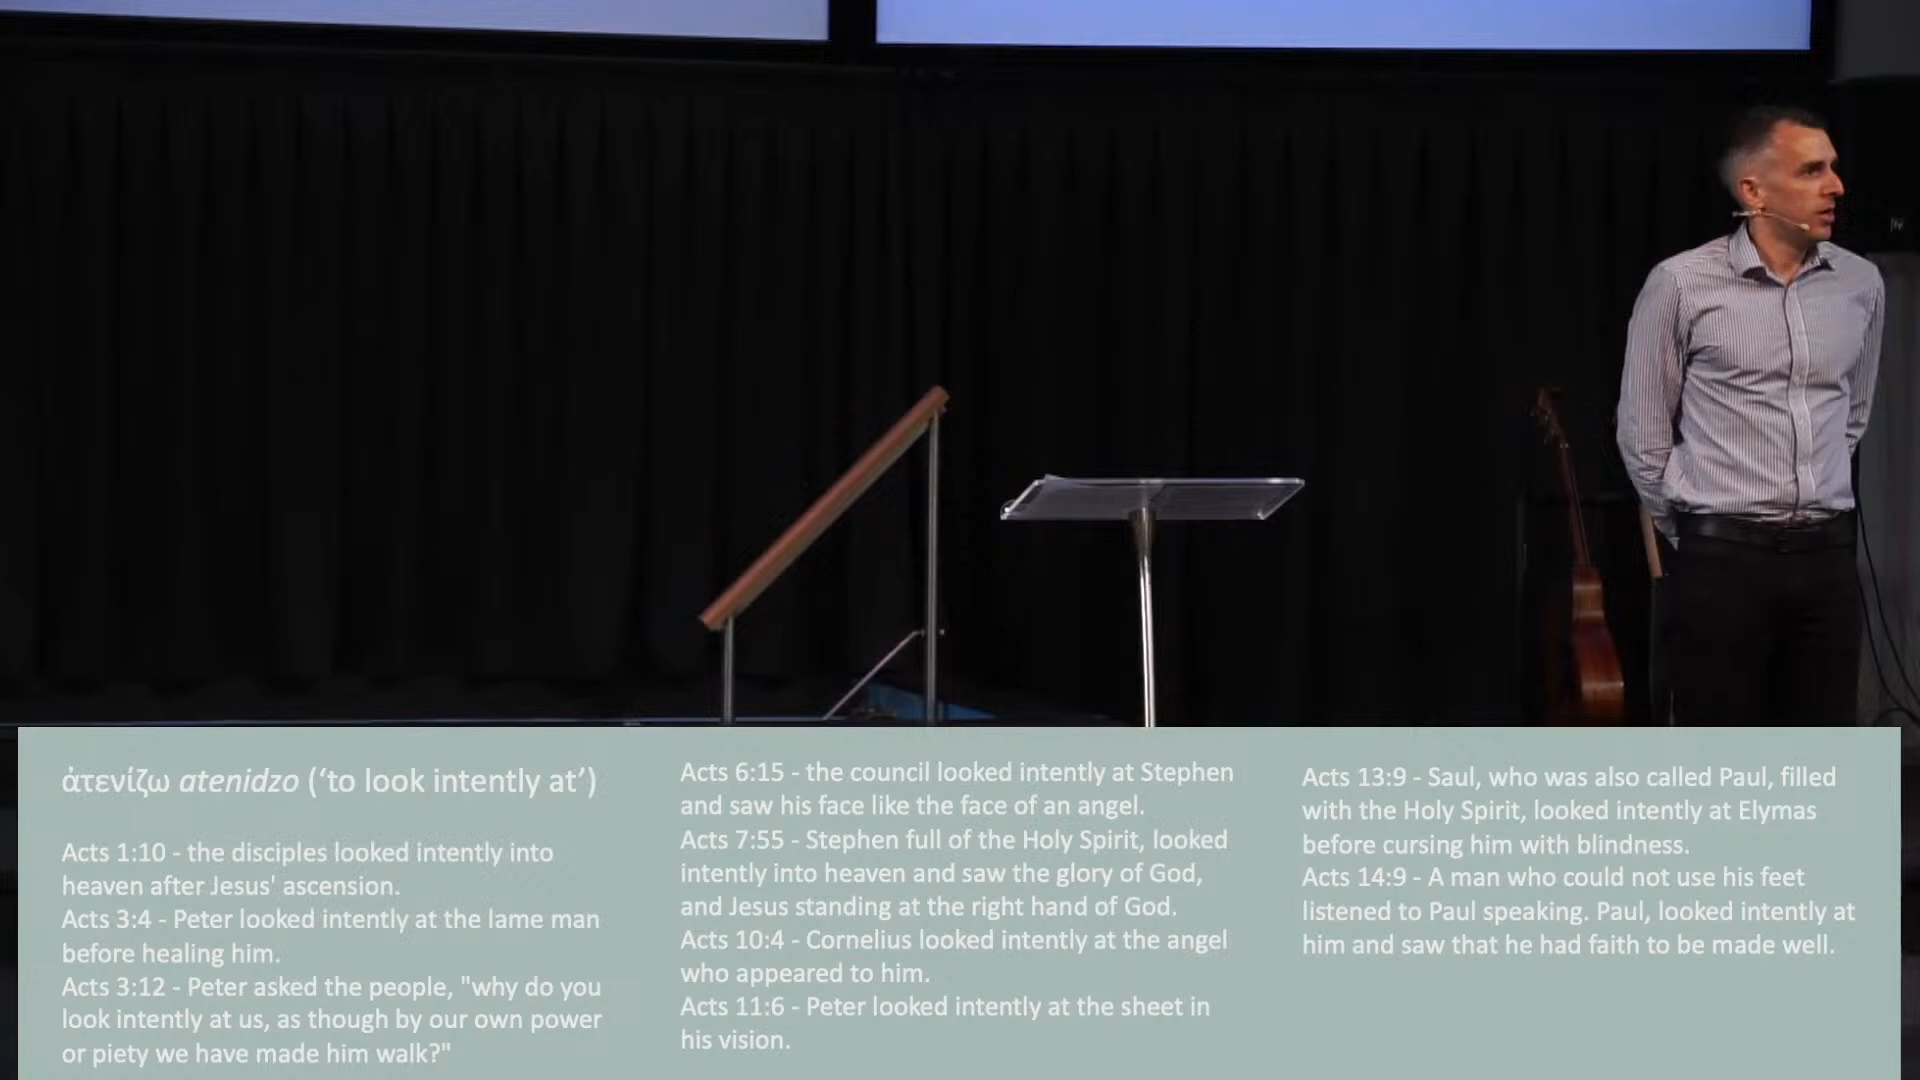 ἀτενίζω atenidzo (‘to look intently at’)
Acts 1:10 - the disciples looked intently into
heaven after Jesus' ascension.
Acts 3:4 - Peter looked intently at the lame man
before healing him.
Acts 3:12 - Peter asked the people, "why do you
look intently at us, as though by our own power
or piety we have made him walk?"
Acts 6:15 - the council looked intently at Stephen
and saw his face like the face of an angel.
Acts 7:55 - Stephen full of the Holy Spirit, looked
intently into heaven and saw the glory of God,
and Jesus standing at the right hand of God.
Acts 10:4 - Cornelius looked intently at the angel
who appeared to him.
Acts 11:6 - Peter looked intently at the sheet in
his vision.
Acts 13:9 - Saul, who was also called Paul, filled
with the Holy Spirit, looked intently at Elymas
before cursing him with blindness.
Acts 14:9 - A man who could not use his feet
listened to Paul speaking. Paul, looked intently at
him and saw that he had faith to be made well.